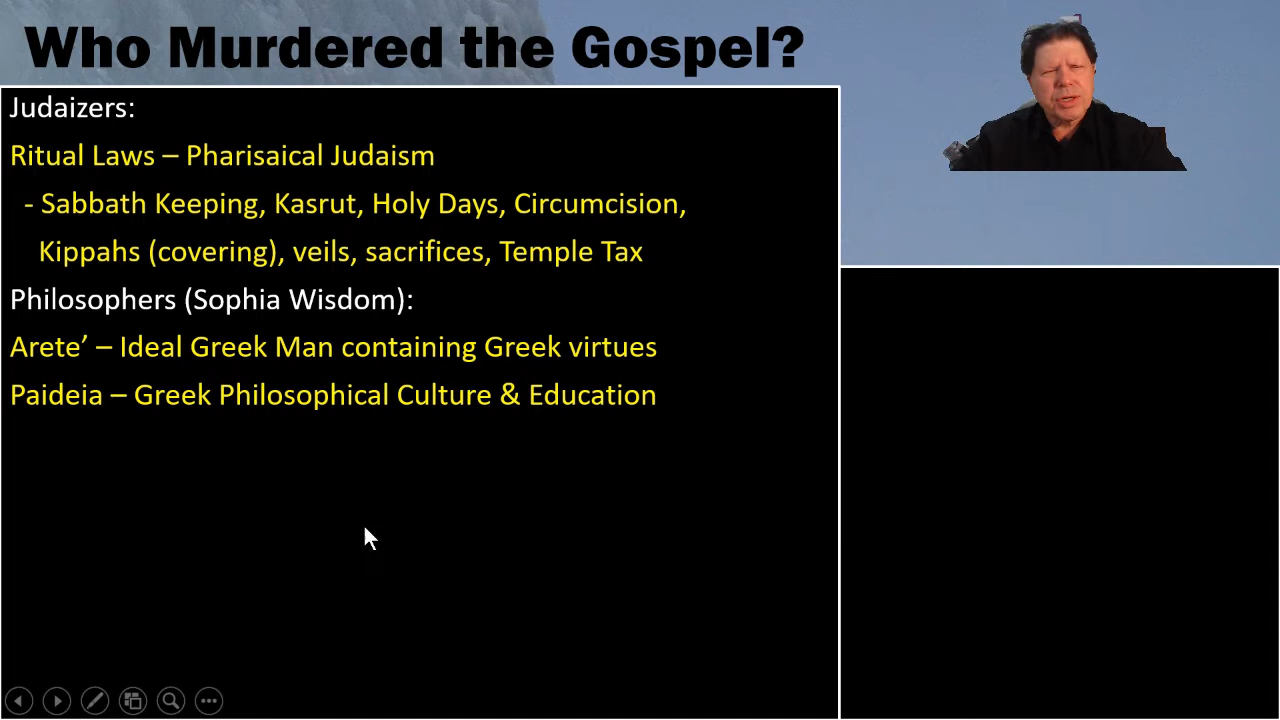 Who Murdered the Gospel?
Judaizers:
Ritual Laws – Pharisaical Judaism
- Sabbath Keeping, Kasrut, Holy Days, Circumcision,
Kippahs (covering), veils, sacrifices, Temple Tax
Philosophers (Sophia Wisdom):
Arete’ – Ideal Greek Man containing Greek virtues
Paideia – Greek Philosophical Culture & Education